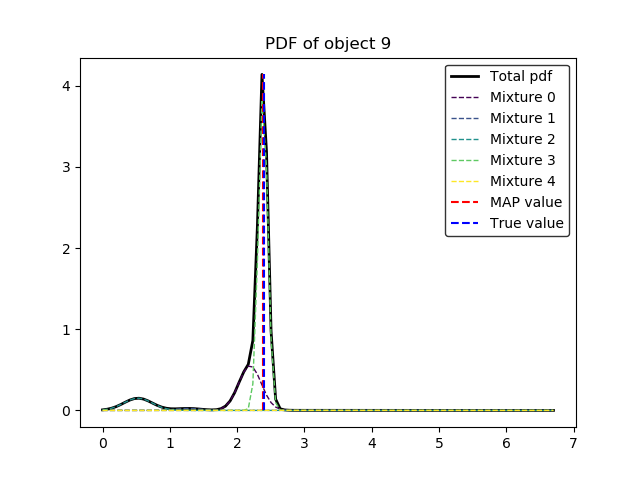 PDF of object 9
Total pdf
Mixture 0
Mixture 1
Mixture 2
Mixture 3
Mixture 4
MAP value
True value
4
3
2
1
0
0 1 2 3 4 5 6 7